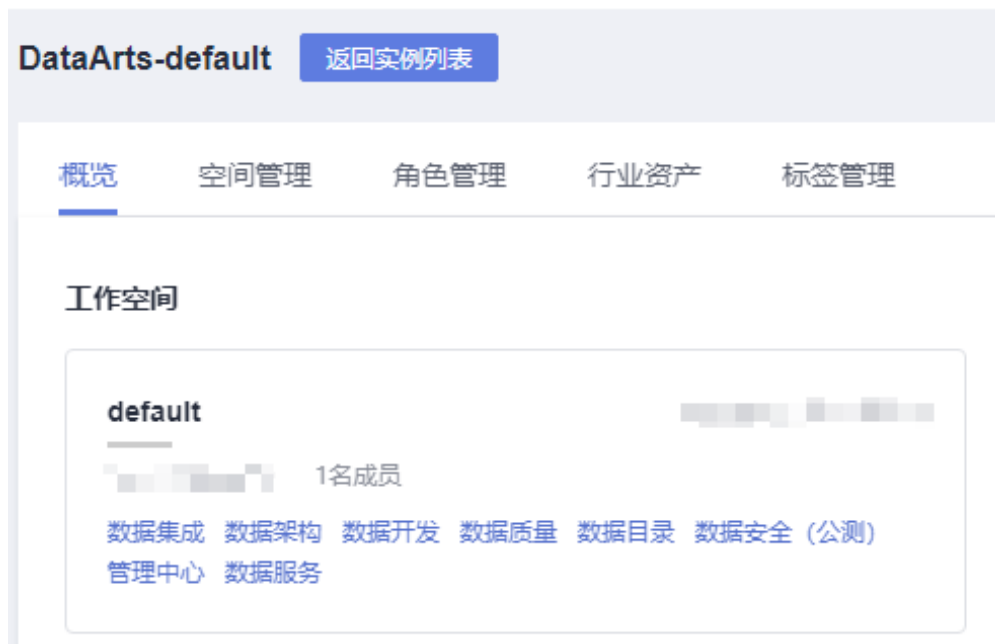 DataArts-default 返回实例列表
概览 空间管理 角色管理 行业资产 标签管理
工作空间
default
1名成员
数据集成 数据架构 数据开发 数据质量 数据目录 数据安全（公测）
管理中心 数据服务